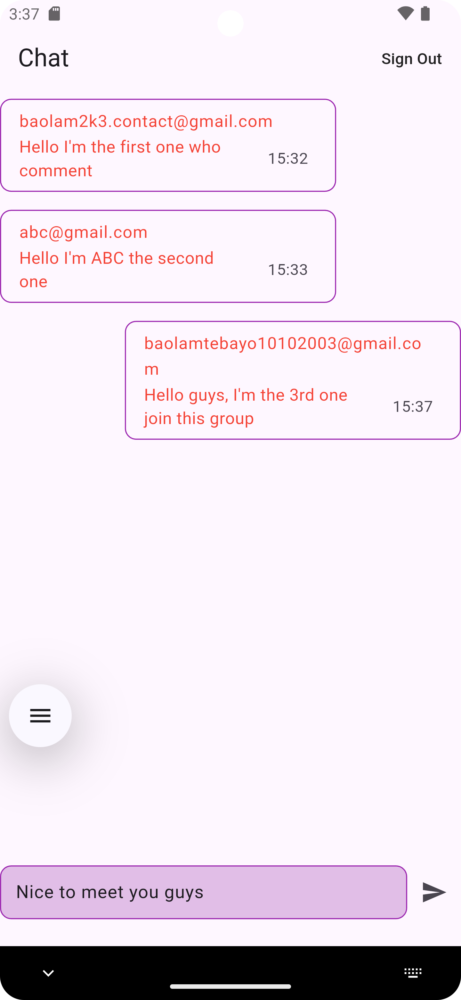 3:37
Chat
Sign Out
baolam2k3.contact@gmail.com
Hello I'm the first one who
comment
15:32
abc@gmail.com
Hello I'm ABC the second
one
15:33
baolamtebayo10102003@gmail.co
m
Hello guys, I'm the 3rd one
join this group
15:37
Nice to meet you guys